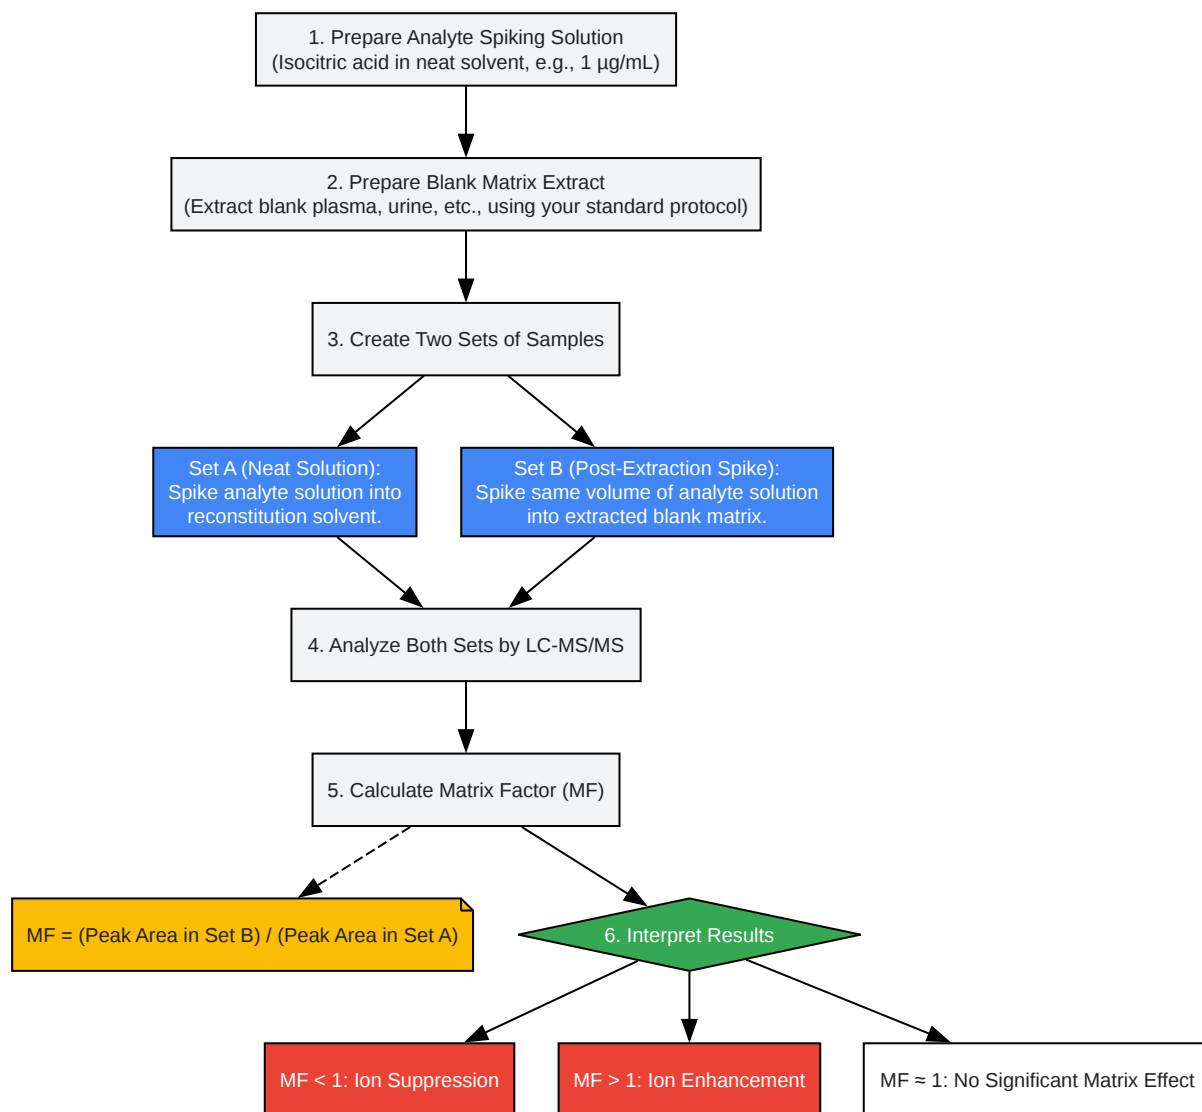 1. Prepare Analyte Spiking Solution
(Isocitric acid in neat solvent, e.g., 1 µg/mL)
2. Prepare Blank Matrix Extract
(Extract blank plasma, urine, etc., using your standard protocol)
3. Create Two Sets of Samples
Set A (Neat Solution):
Spike analyte solution into
reconstitution solvent.
Set B (Post-Extraction Spike):
Spike same volume of analyte solution
into extracted blank matrix.
4. Analyze Both Sets by LC-MS/MS
5. Calculate Matrix Factor (MF)
MF = (Peak Area in Set B) / (Peak Area in Set A)
6. Interpret Results
MF < 1: Ion Suppression
MF > 1: Ion Enhancement
MF ≈ 1: No Significant Matrix Effect